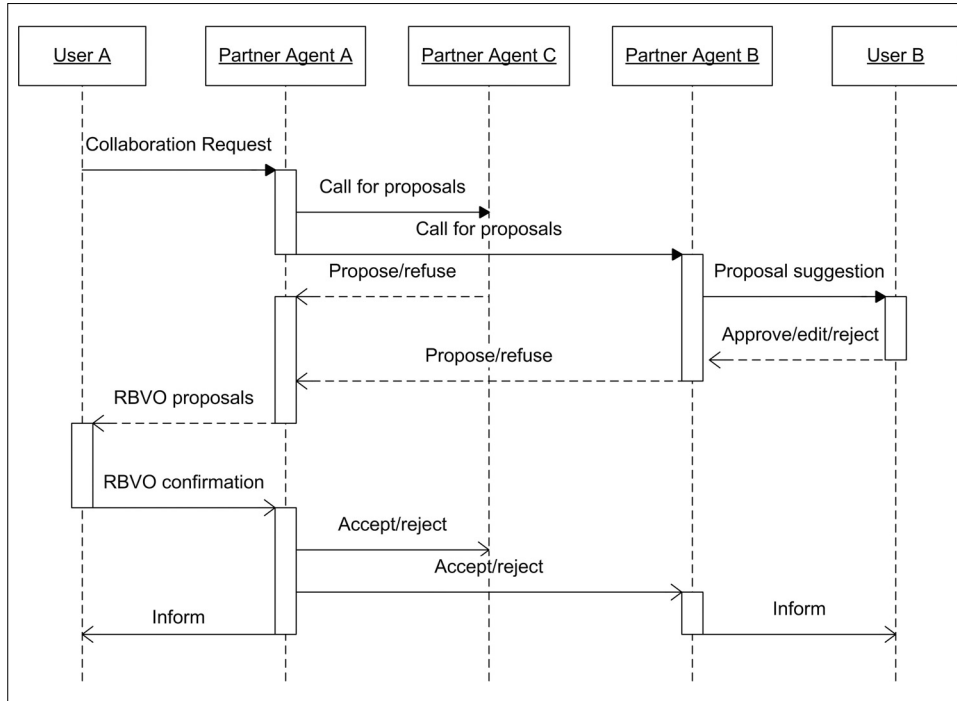 User A
Partner Agent A
Partner Agent C
Partner Agent B
User B
Collaboration Request
Call for proposals
Call for proposals
Propose/refuse
Proposal suggestion
Approve/edit/reject
Propose/refuse
RBVO proposals
RBVO confirmation
Accept/reject
Accept/reject
Inform
Inform